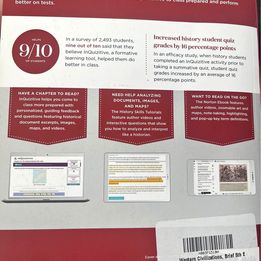 better on tests.
to class prepared and perform
HELPS
9/10
OF STUDENTS
In a survey of 2,493 students,
nine out of ten said that they
believe InQuizitive, a formative
learning tool, helped them do
better in class.
Increased history student quiz
grades by 16 percentage points
In an efficacy study, when history students
completed an InQuizitive activity prior to
taking a summative quiz, student quiz
grades increased by an average of 16
percentage points.
HAVE A CHAPTER TO READ?
InQuizitive helps you come to
class more prepared with
personalized, guiding feedback
and questions featuring historical
document excerpts, images,
maps, and videos.
NEED HELP ANALYZING
DOCUMENTS, IMAGES,
AND MAPS?
The History Skills Tutorials
feature author videos and
interactive questions that show
you how to analyze and interpret
like a historian.
WANT TO READ ON THE GO?
The Norton Ebook features
author videos, zoomable art and
maps, note taking, highlighting,
and pop-up key term definitions.
Western Civilizations, Brief 5th E